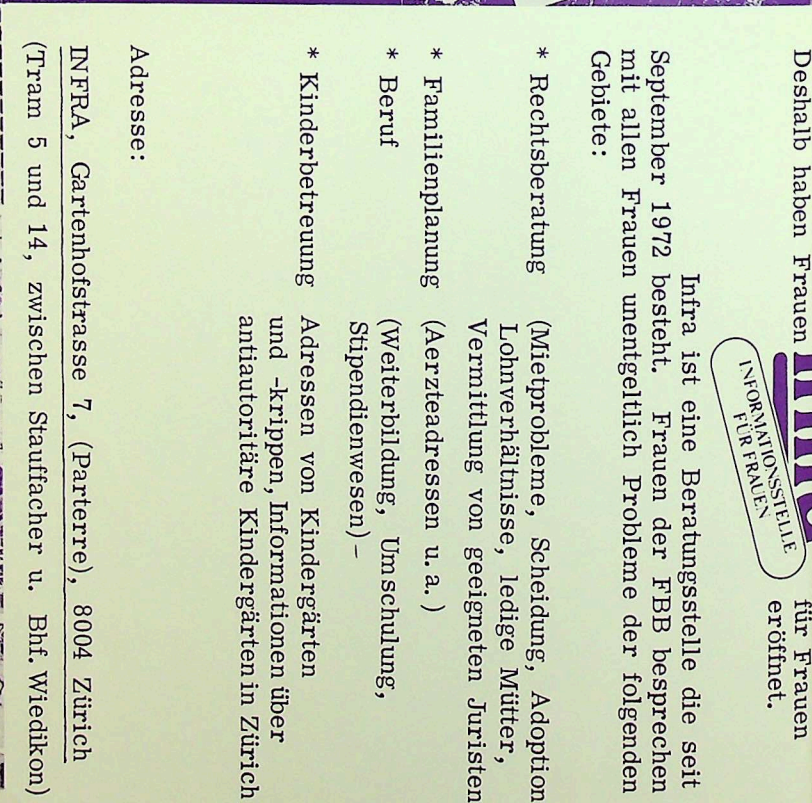 Deshalb haben Frauen infra für Frauen
eröffnet.
INFORMATIONSSTELLE
FÜR FRAUEN
Infra ist eine Beratungsstelle die seit
September 1972 besteht. Frauen der FBB besprechen
mit allen Frauen unentgeltlich Probleme der folgenden
Gebiete:
* Rechtsberatung (Mietprobleme, Scheidung, Adoption
Lohnverhältnisse, ledige Mütter,
Vermittlung von geeigneten Juristen
* Familienplanung (Aerzteadressen u.a.)
* Beruf (Weiterbildung, Umschulung,
Stipendienwesen) –
* Kinderbetreuung Adressen von Kindergärten
und -krippen, Informationen über
antiautoritäre Kindergärten in Zürich
Adresse:
INFRA, Gartenhofstrasse 7, (Parterre), 8004 Zürich
(Tram 5 und 14, zwischen Stauffacher u. Bhf. Wiedikon)